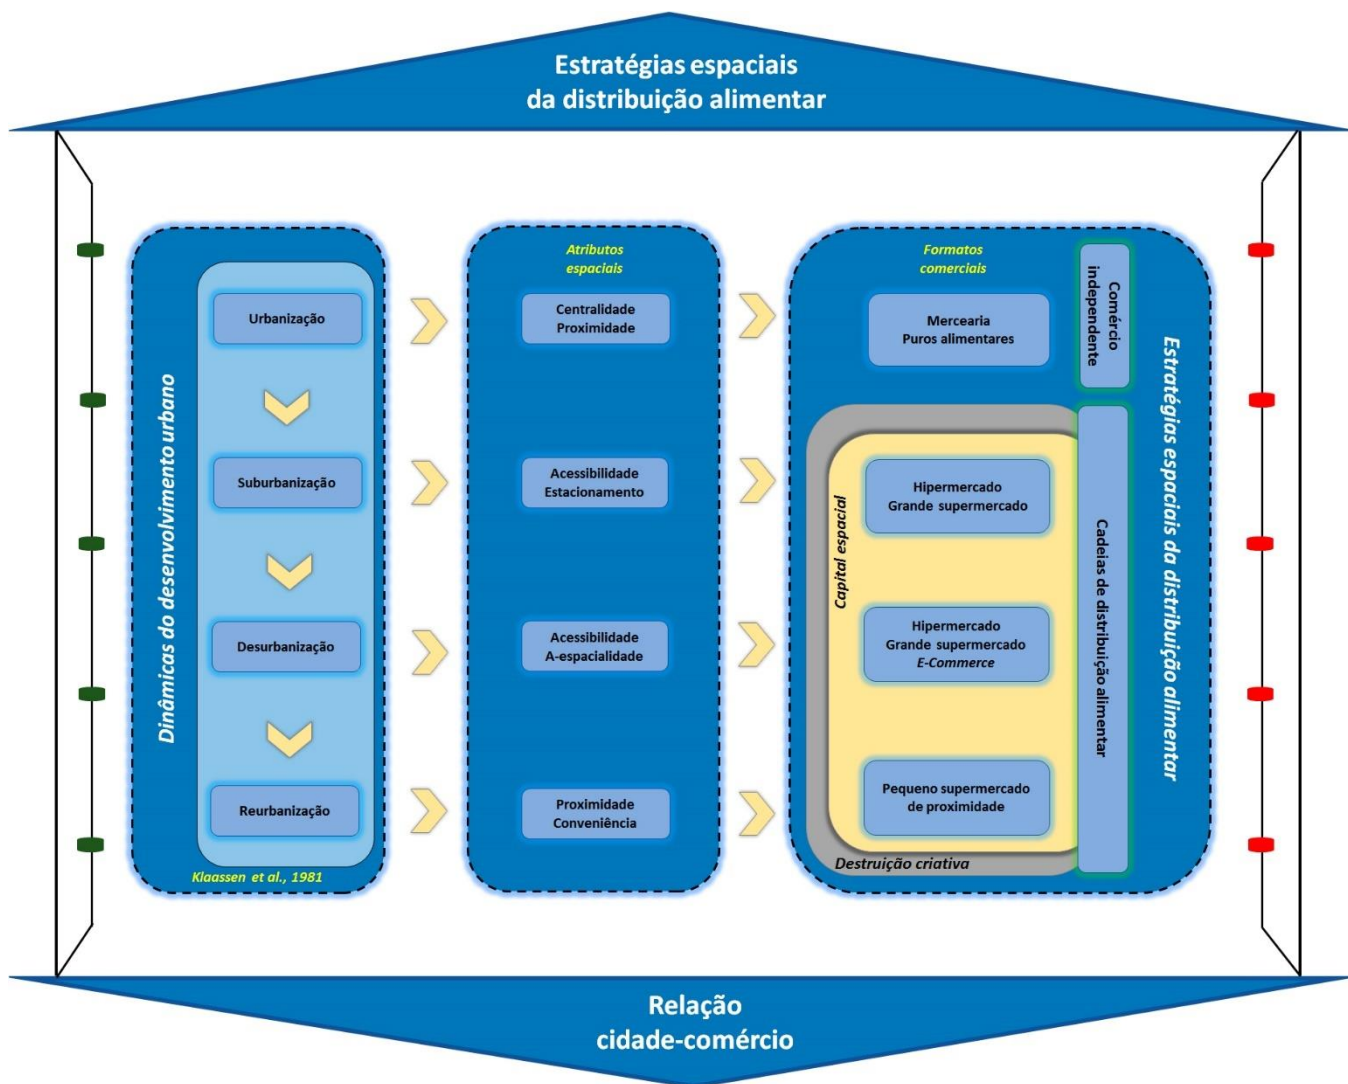 Estratégias espaciais
da distribuição alimentar
Dinâmicas do desenvolvimento urbano
Urbanização
Suburbanização
Desurbanização
Reurbanização
Klaassen et al., 1981
Atributos
espaciais
Centralidade
Proximidade
Acessibilidade
Estacionamento
Acessibilidade
A-espacialidade
Proximidade
Conveniência
Formatos
comerciais
Mercearia
Puros alimentares
Comércio
independente
Capital espacial
Hipermercado
Grande supermercado
Hipermercado
Grande supermercado
E-Commerce
Pequeno supermercado
de proximidade
Destruição criativa
Cadeias de distribuição alimentar
Estratégias espaciais da distribuição alimentar
Relação
cidade-comércio